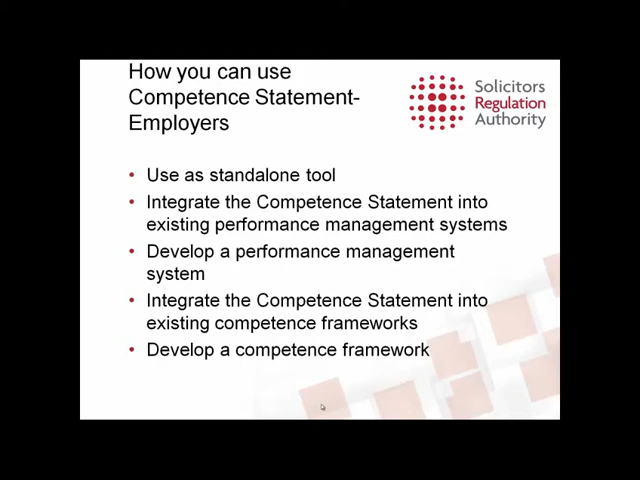 How you can use
Competence Statement-
Employers
Solicitors
Regulation
Authority
• Use as standalone tool
• Integrate the Competence Statement into
existing performance management systems
• Develop a performance management
system
• Integrate the Competence Statement into
existing competence frameworks
• Develop a competence framework